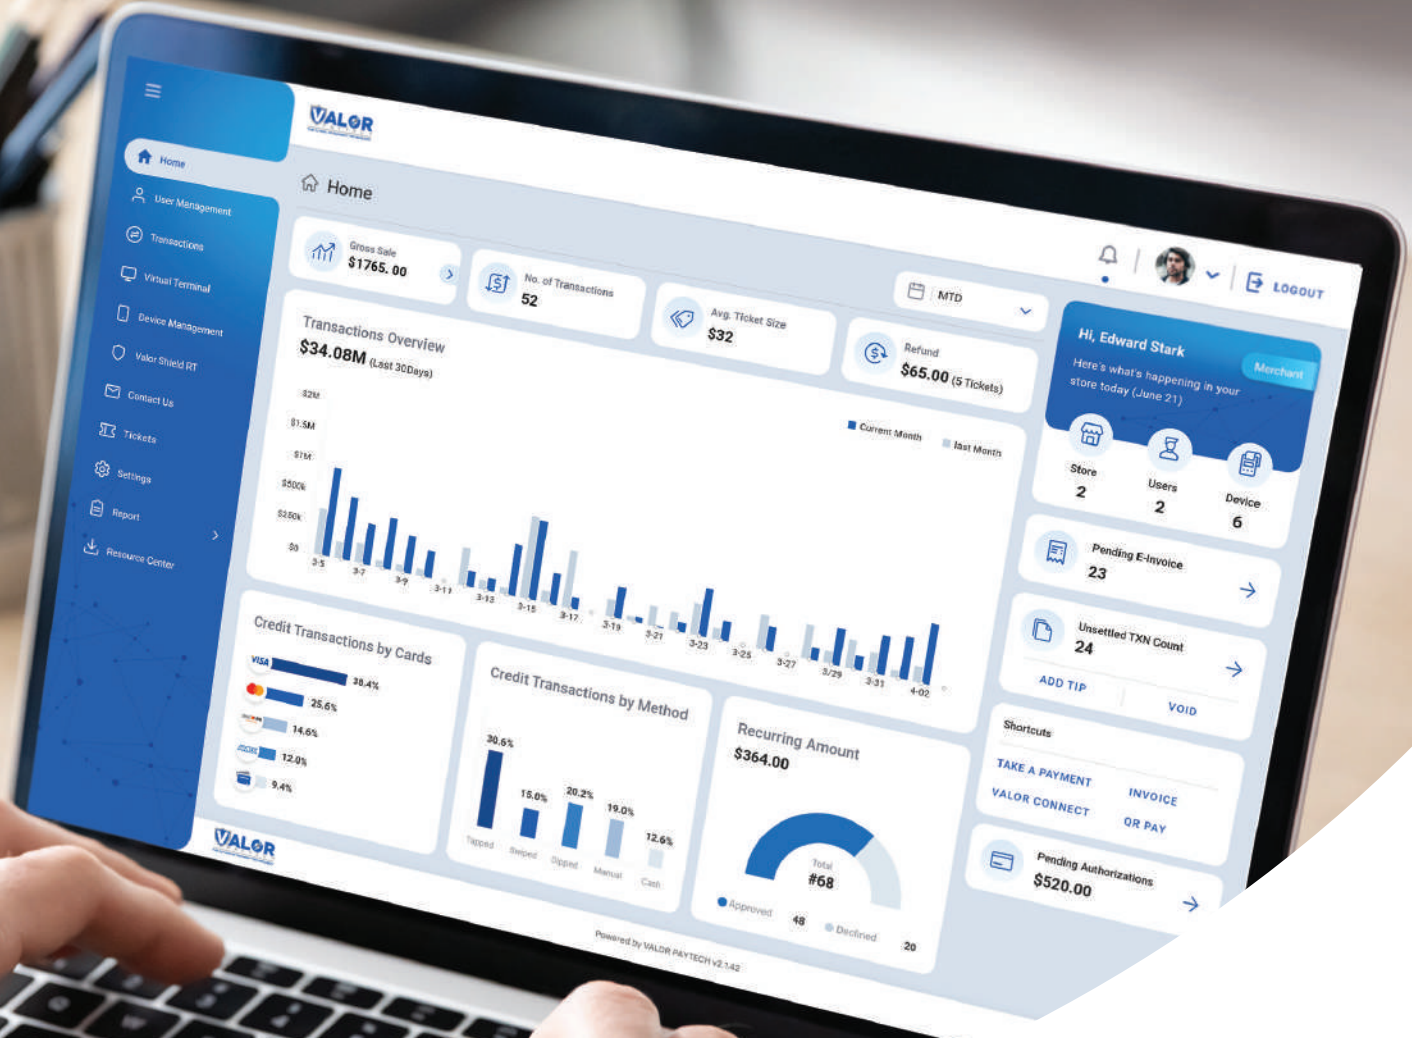 VALOR
Home
User Management
Transactions
Virtual Terminal
Device Management
Valor Shield RT
Contact Us
Tickets
Settings
Report
Resource Center
Home
LOGOUT
MTD
Gross Sale
$1765.00
No. of Transactions
52
Avg. Ticket Size
$32
Refund
$65.00 (5 Tickets)
Transactions Overview
$34.08M (Last 30Days)
Current Month
last Month
$2M
$1.5M
$1M
$500k
$250k
$0
3-5
3-7
3-9
3-11
3-13
3-15
3-17
3-19
3-21
3-23
3-25
3-27
3/29
3-31
4-02
Hi, Edward Stark
Merchant
Here's what's happening in your
store today (June 21)
Store
2
Users
2
Device
6
Pending E-Invoice
23
Unsettled TXN Count
24
ADD TIP
VOID
Shortcuts
TAKE A PAYMENT
INVOICE
VALOR CONNECT
QR PAY
Pending Authorizations
$520.00
Credit Transactions by Cards
VISA
38.4%
25.6%
14.6%
12.0%
9.4%
Credit Transactions by Method
30.6%
15.0%
20.2%
19.0%
12.6%
Tapped
Swiped
Dipped
Manual
Cash
Recurring Amount
$364.00
Total
#68
Approved 48
Declined 20
VALOR
Powered by VALOR PAYTECH v2.1.42